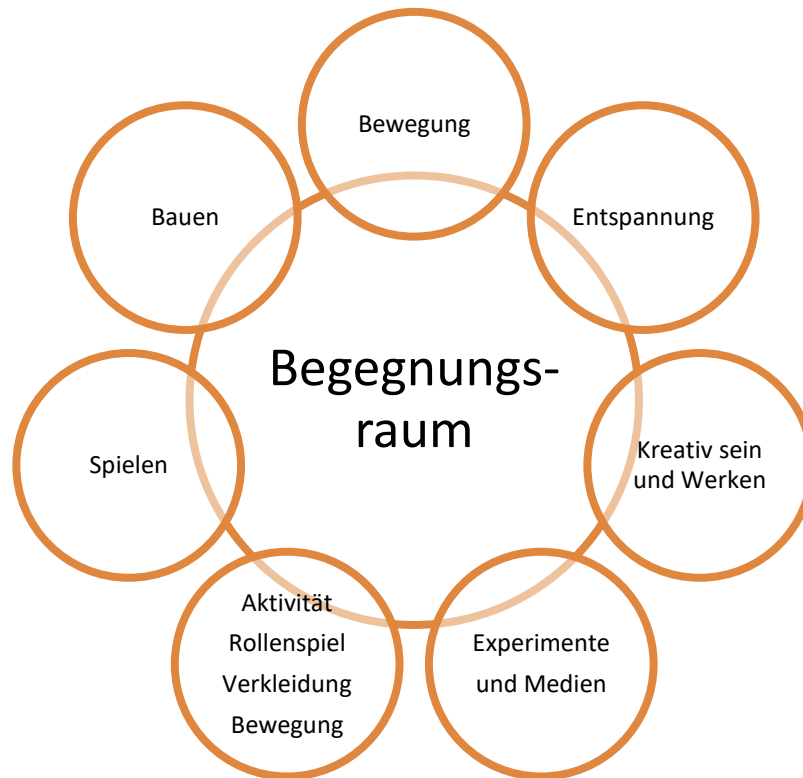 Bewegung
Entspannung
Kreativ sein
und Werken
Experimente
und Medien
Aktivität
Rollenspiel
Verkleidung
Bewegung
Spielen
Bauen
Begegnungs-
raum